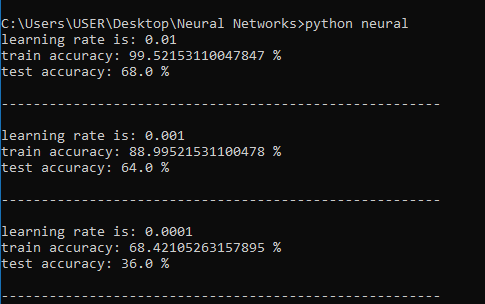 C:\Users\USER\Desktop\Neural Networks>python neural
learning rate is: 0.01
train accuracy: 99.52153110047847 %
test accuracy: 68.0 %
-------------------------------------------------------
learning rate is: 0.001
train accuracy: 88.99521531100478 %
test accuracy: 64.0 %
-------------------------------------------------------
learning rate is: 0.0001
train accuracy: 68.42105263157895 %
test accuracy: 36.0 %
-------------------------------------------------------